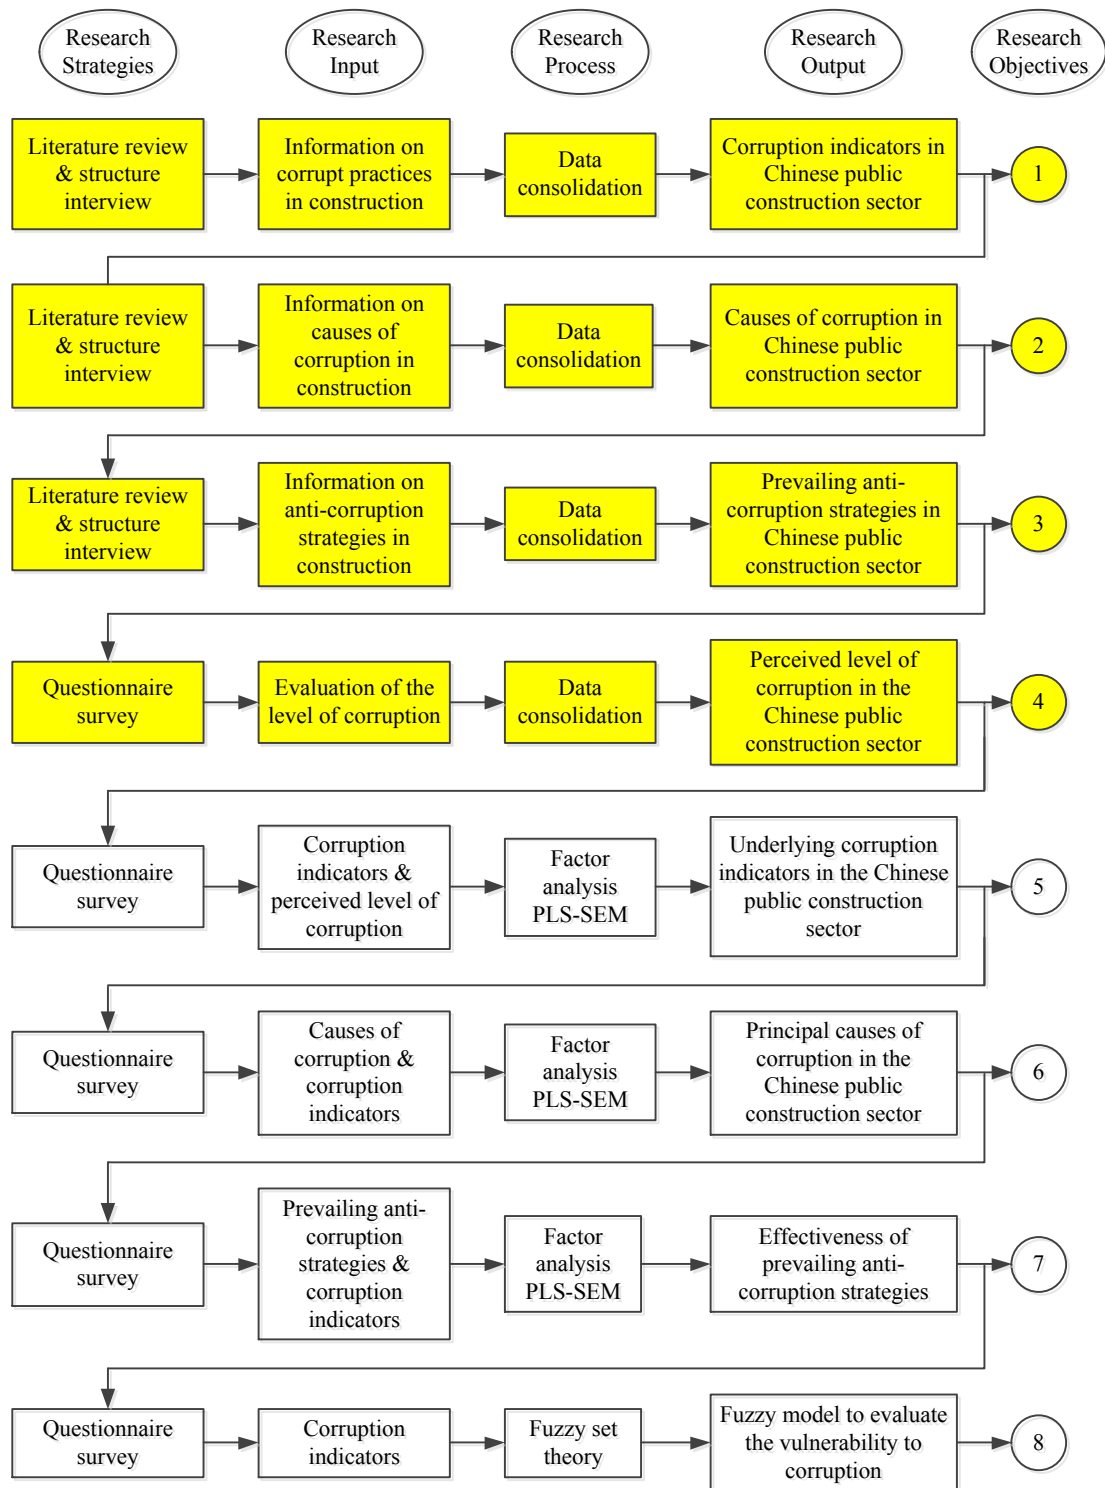 Research
Strategies
Research
Input
Research
Process
Research
Output
Research
Objectives
Literature review
& structure
interview
Information on
corrupt practices
in construction
Data
consolidation
Corruption indicators in
Chinese public
construction sector
1
Literature review
& structure
interview
Information on
causes of
corruption in
construction
Data
consolidation
Causes of corruption in
Chinese public
construction sector
2
Literature review
& structure
interview
Information on
anti-corruption
strategies in
construction
Data
consolidation
Prevailing anti-
corruption strategies in
Chinese public
construction sector
3
Questionnaire
survey
Evaluation of the
level of corruption
Data
consolidation
Perceived level of
corruption in the
Chinese public
construction sector
4
Questionnaire
survey
Corruption
indicators &
perceived level of
corruption
Factor
analysis
PLS-SEM
Underlying corruption
indicators in the Chinese
public construction
sector
5
Questionnaire
survey
Causes of
corruption &
corruption
indicators
Factor
analysis
PLS-SEM
Principal causes of
corruption in the
Chinese public
construction sector
6
Questionnaire
survey
Prevailing anti-
corruption
strategies &
corruption
indicators
Factor
analysis
PLS-SEM
Effectiveness of
prevailing anti-
corruption strategies
7
Questionnaire
survey
Corruption
indicators
Fuzzy set
theory
Fuzzy model to evaluate
the vulnerability to
corruption
8